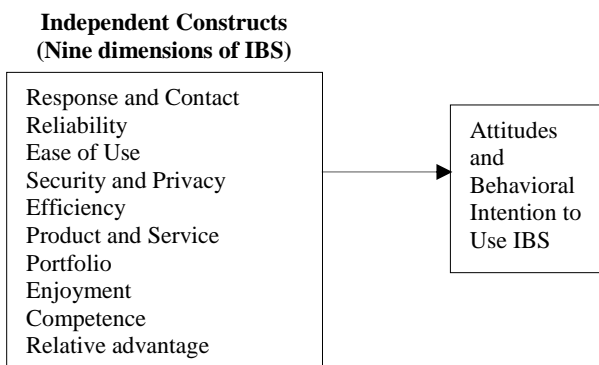 Independent Constructs
(Nine dimensions of IBS)
Response and Contact
Reliability
Ease of Use
Security and Privacy
Efficiency
Product and Service
Portfolio
Enjoyment
Competence
Relative advantage
Attitudes
and
Behavioral
Intention to
Use IBS